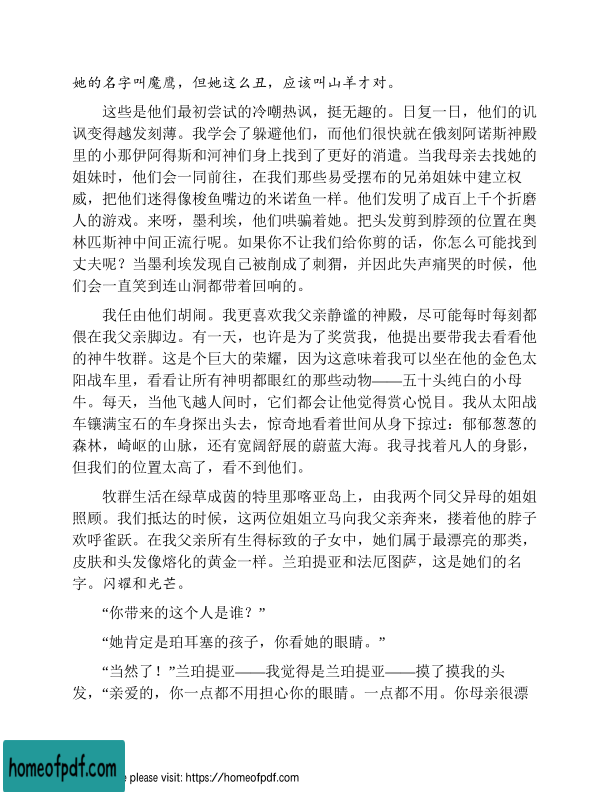 她的名字叫魔鹰，但她这么丑，应该叫山羊才对。
这些是他们最初尝试的冷嘲热讽，挺无趣的。日复一日，他们的讥
讽变得越发刻薄。我学会了躲避他们，而他们很快就在俄刻阿诺斯神殿
里的小那伊阿得斯和河神们身上找到了更好的消遣。当我母亲去找她的
姐妹时，他们会一同前往，在我们那些易受摆布的兄弟姐妹中建立权
威，把他们迷得像梭鱼嘴边的米诺鱼一样。他们发明了成百上千个折磨
人的游戏。来呀，墨利埃，他们哄骗着她。把头发剪到脖颈的位置在奥
林匹斯神中间正流行呢。如果你不让我们给你剪的话，你怎么可能找到
丈夫呢？当墨利埃发现自己被削成了刺猬，并因此失声痛哭的时候，他
们会一直笑到连山洞都带着回响的。
我任由他们胡闹。我更喜欢我父亲静谧的神殿，尽可能每时每刻都
偎在我父亲脚边。有一天，也许是为了奖赏我，他提出要带我去看看他
的神牛牧群。这是个巨大的荣耀，因为这意味着我可以坐在他的金色太
阳战车里，看看让所有神明都眼红的那些动物——五十头纯白的小母
牛。每天，当他飞越人间时，它们都会让他觉得赏心悦目。我从太阳战
车镶满宝石的车身探出头去，惊奇地看着世间从身下掠过：郁郁葱葱的
森林，崎岖的山脉，还有宽阔舒展的蔚蓝大海。我寻找着凡人的身影，
但我们的位置太高了，看不到他们。
牧群生活在绿草成茵的特里那喀亚岛上，由我两个同父异母的姐姐
照顾。我们抵达的时候，这两位姐姐立马向我父亲奔来，搂着他的脖子
欢呼雀跃。在我父亲所有生得标致的子女中，她们属于最漂亮的那类，
皮肤和头发像熔化的黄金一样。兰珀提亚和法厄图萨，这是她们的名
字。闪耀和光芒。
“你带来的这个人是谁？”
“她肯定是珀耳塞的孩子，你看她的眼睛。”
“当然了！”兰珀提亚——我觉得是兰珀提亚——摸了摸我的头
发，“亲爱的，你一点都不用担心你的眼睛。一点都不用。你母亲很漂
homeofpdf.com
e please visit: https://homeofpdf.com